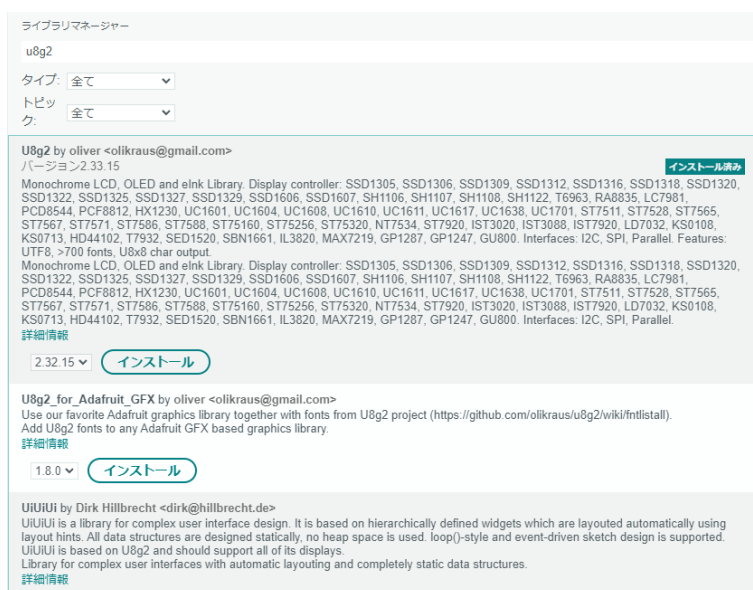 ライブラリマネージャー
u8g2
タイプ: 全て
トピッ
ク: 全て
U8g2 by oliver <olikraus@gmail.com>
バージョン2.33.15 インストール済み
Monochrome LCD, OLED and eInk Library. Display controller: SSD1305, SSD1306, SSD1309, SSD1312, SSD1316, SSD1318, SSD1320,
SSD1322, SSD1325, SSD1327, SSD1329, SSD1606, SSD1607, SH1106, SH1107, SH1108, SH1122, T6963, RA8835, LC7981,
PCD8544, PCF8812, HX1230, UC1601, UC1604, UC1608, UC1610, UC1611, UC1617, UC1638, UC1701, ST7511, ST7528, ST7565,
ST7567, ST7571, ST7586, ST7588, ST75160, ST75256, ST75320, NT7534, ST7920, IST3020, IST3088, IST7920, LD7032, KS0108,
KS0713, HD44102, T7932, SED1520, SBN1661, IL3820, MAX7219, GP1287, GP1247, GU800. Interfaces: I2C, SPI, Parallel. Features:
UTF8, >700 fonts, U8x8 char output.
Monochrome LCD, OLED and eInk Library. Display controller: SSD1305, SSD1306, SSD1309, SSD1312, SSD1316, SSD1318, SSD1320,
SSD1322, SSD1325, SSD1327, SSD1329, SSD1606, SSD1607, SH1106, SH1107, SH1108, SH1122, T6963, RA8835, LC7981,
PCD8544, PCF8812, HX1230, UC1601, UC1604, UC1608, UC1610, UC1611, UC1617, UC1638, UC1701, ST7511, ST7528, ST7565,
ST7567, ST7571, ST7586, ST7588, ST75160, ST75256, ST75320, NT7534, ST7920, IST3020, IST3088, IST7920, LD7032, KS0108,
KS0713, HD44102, T7932, SED1520, SBN1661, IL3820, MAX7219, GP1287, GP1247, GU800. Interfaces: I2C, SPI, Parallel.
詳細情報
2.32.15 インストール
U8g2_for_Adafruit_GFX by oliver <olikraus@gmail.com>
Use our favorite Adafruit graphics library together with fonts from U8g2 project (https://github.com/olikraus/u8g2/wiki/fntlistall).
Add U8g2 fonts to any Adafruit GFX based graphics library.
詳細情報
1.8.0 インストール
UiUiUi by Dirk Hillbrecht <dirk@hillbrecht.de>
UiUiUi is a library for complex user interface design. It is based on hierarchically defined widgets which are layouted automatically using
layout hints. All data structures are designed statically, no heap space is used. loop()-style and event-driven sketch design is supported.
UiUiUi is based on U8g2 and should support all of its displays.
Library for complex user interfaces with automatic layouting and completely static data structures.
詳細情報